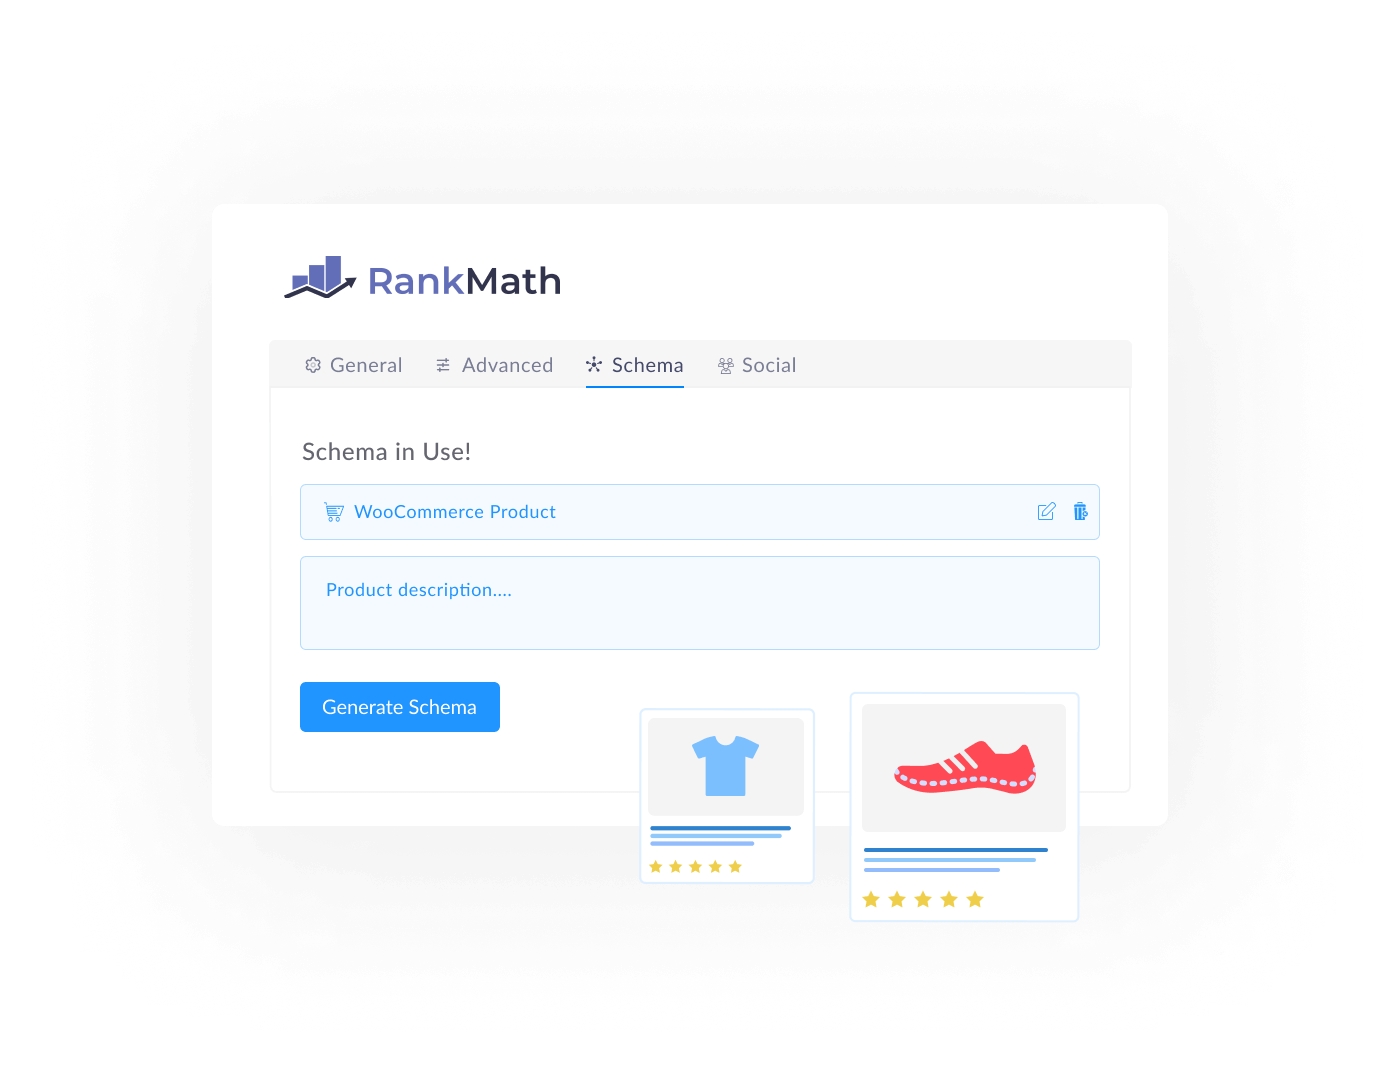 RankMath
General Advanced Schema Social
Schema in Use!
WooCommerce Product
Product description....
Generate Schema